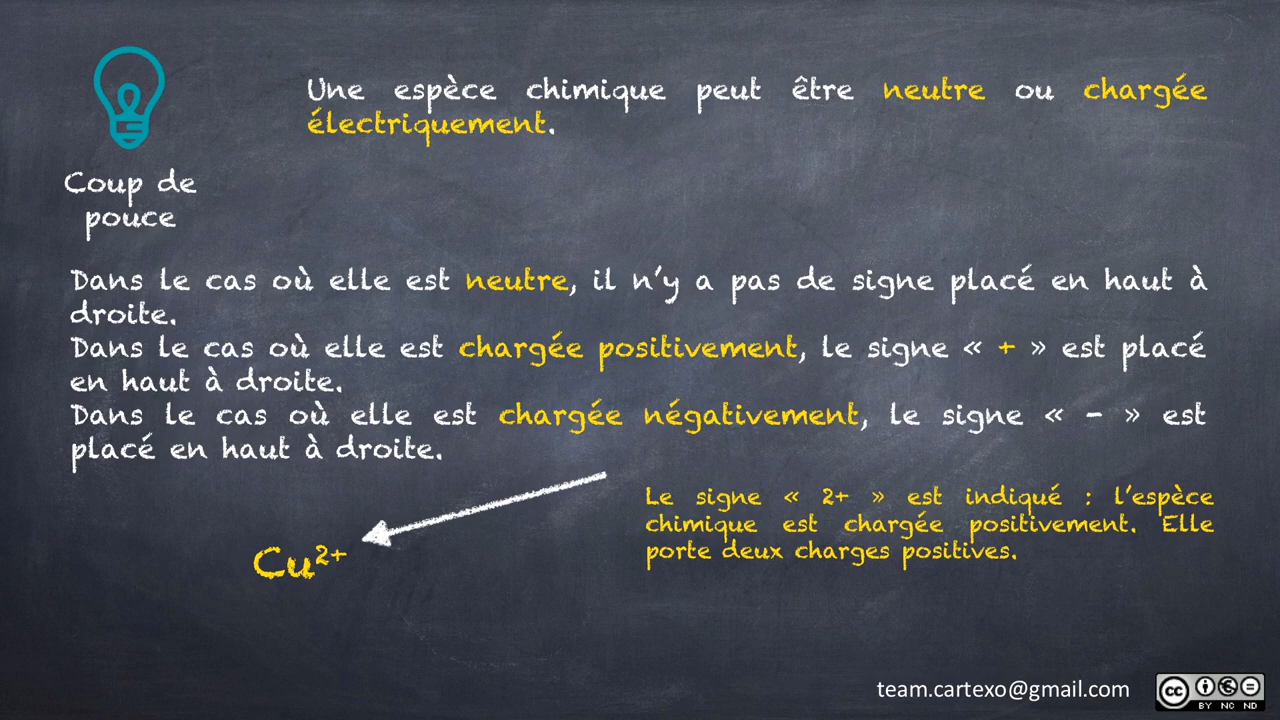 Une espèce chimique peut être neutre ou chargée
électriquement.
Coup de
pouce
Dans le cas où elle est neutre, il n’y a pas de signe placé en haut à
droite.
Dans le cas où elle est chargée positivement, le signe « + » est placé
en haut à droite.
Dans le cas où elle est chargée négativement, le signe « - » est
placé en haut à droite.
Le signe « 2+ » est indiqué : l’espèce
chimique est chargée positivement. Elle
porte deux charges positives.
Cu²⁺
team.cartexo@gmail.com
cc
BY NC ND